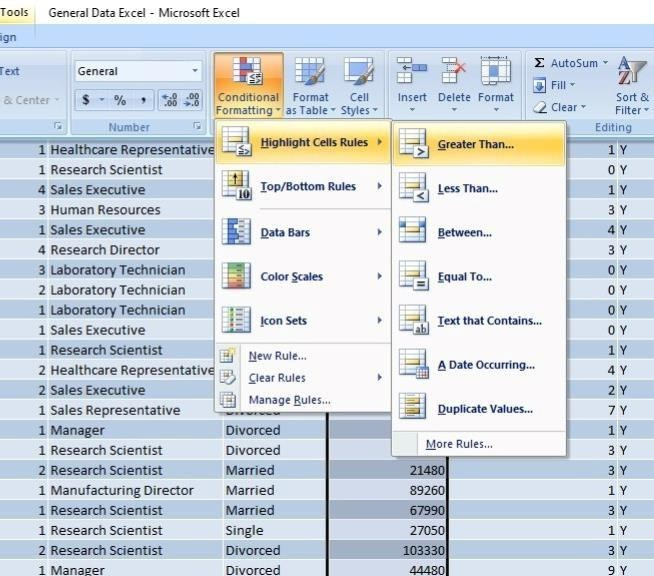 Tools General Data Excel - Microsoft Excel
ign
Text
General
& Center
$ % ,
Number
Conditional Formatting
Format as Table
Cell Styles
Insert
Delete
Format
Σ AutoSum
Fill
Clear
Sort & Filter
Editing
Highlight Cells Rules
Top/Bottom Rules
Data Bars
Color Scales
Icon Sets
New Rule...
Clear Rules
Manage Rules...
Greater Than...
Less Than...
Between...
Equal To...
Text that Contains...
A Date Occurring...
Duplicate Values...
More Rules...
1 Healthcare Representative 1 Y
1 Research Scientist 0 Y
4 Sales Executive 1 Y
3 Human Resources 3 Y
1 Sales Executive 4 Y
4 Research Director 3 Y
3 Laboratory Technician 0 Y
2 Laboratory Technician 0 Y
1 Laboratory Technician 0 Y
1 Sales Executive 0 Y
1 Research Scientist 1 Y
2 Healthcare Representative 4 Y
2 Sales Executive 2 Y
1 Sales Representative Divorced 7 Y
1 Manager Divorced 1 Y
1 Research Scientist Divorced 3 Y
2 Research Scientist Married 21480 3 Y
1 Manufacturing Director Married 89260 1 Y
1 Research Scientist Married 67990 3 Y
1 Research Scientist Single 27050 1 Y
2 Research Scientist Divorced 103330 3 Y
1 Manager Divorced 44480 9 Y